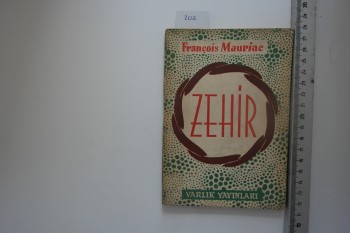 François Mauriac
ZEHİR
VARLIK YAYINLARI